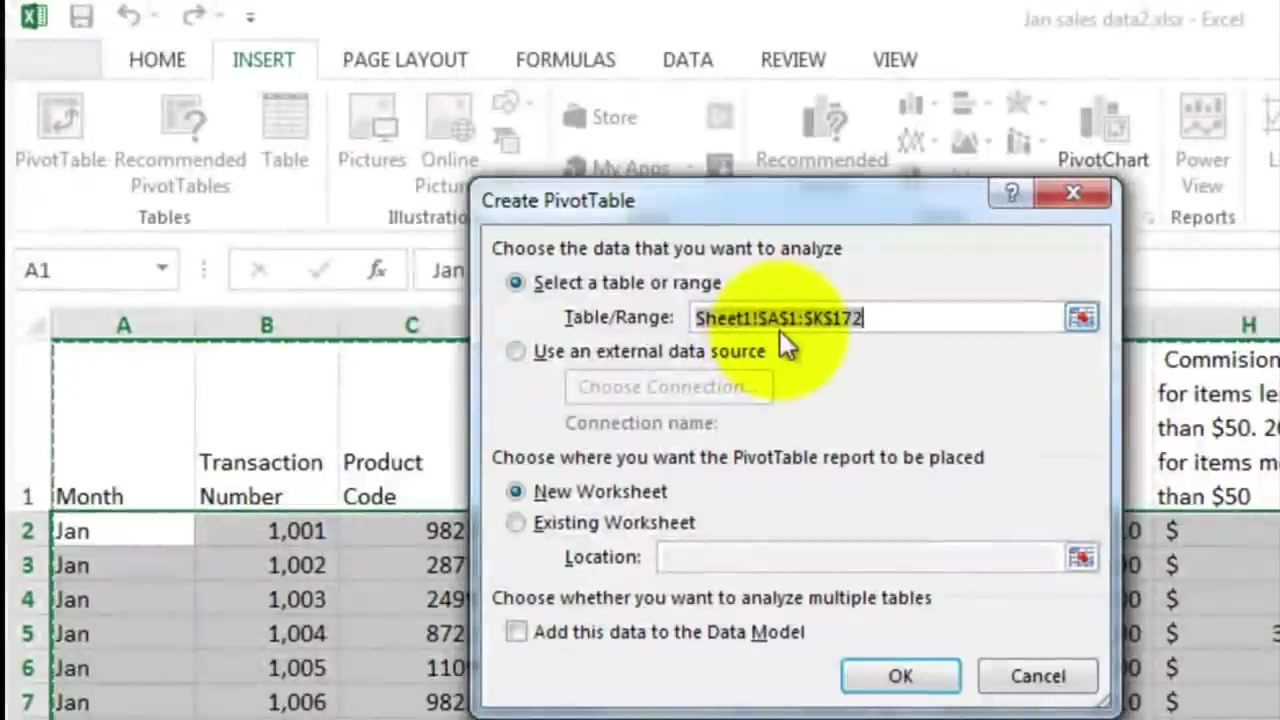 Jan sales data2.xlsx - Excel
HOME INSERT PAGE LAYOUT FORMULAS DATA REVIEW VIEW
PivotTable
Recommended
PivotTables
Table
Tables
Pictures
Online
Pictur
Illustratio
Store
My Apps
Recommended
PivotChart
Power
View
Reports
A1
fx
Jan
Create PivotTable
?
Choose the data that you want to analyze
Select a table or range
Table/Range: Sheet1!$A$1:$K$172
Use an external data source
Choose Connection...
Connection name:
Choose where you want the PivotTable report to be placed
New Worksheet
Existing Worksheet
Location:
Choose whether you want to analyze multiple tables
Add this data to the Data Model
OK Cancel
A B C H
1 Month
Transaction
Number
Product
Code
Commision
for items le
than $50. 20
for items m
than $50
2 Jan 1,001 982 $
3 Jan 1,002 287 $
4 Jan 1,003 249 $
5 Jan 1,004 872 $ 3
6 Jan 1,005 110 $
7 Jan 1,006 982 $